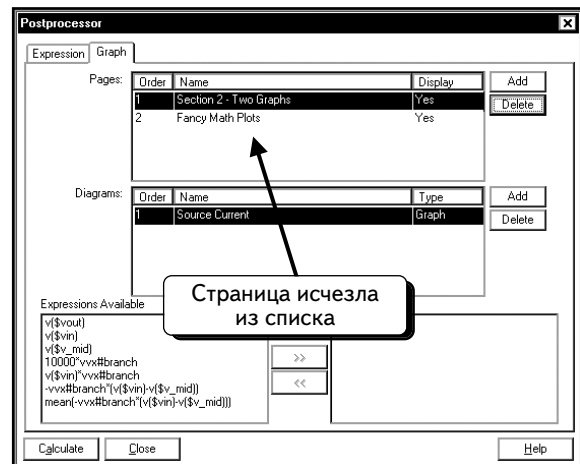 Postprocessor
Expression Graph
Pages: Order Name Display Add
1 Section 2 - Two Graphs Yes Delete
2 Fancy Math Plots Yes
Diagrams: Order Name Type Add
1 Source Current Graph Delete
Страница исчезла
из списка
Expressions Available
v($vout)
v($vin)
v($v_mid)
10000*vvx#branch
v($vin)*vvx#branch
-vvx#branch*(v($vin)-v($v_mid))
mean(-vvx#branch*(v($vin)-v($v_mid)))
>>
<<
Calculate Close Help